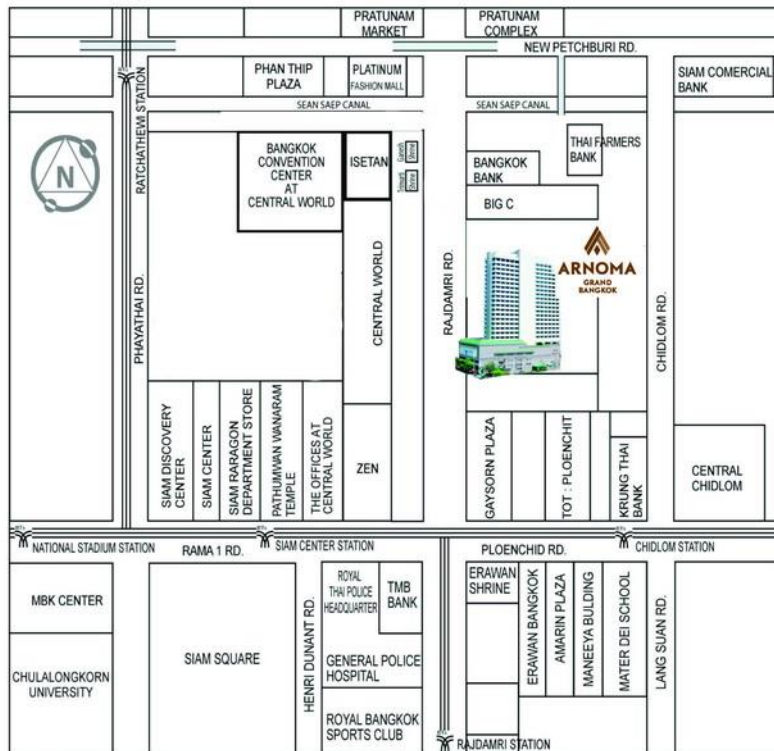 PRATUNAM
MARKET
PRATUNAM
COMPLEX
NEW PETCHBURI RD.
RATCHATHEWI STATION
PHAN THIP
PLAZA
PLATINUM
FASHION MALL
SIAM COMERCIAL
BANK
SEAN SAEP CANAL
SEAN SAEP CANAL
N
BANGKOK
CONVENTION
CENTER
AT
CENTRAL WORLD
ISETAN
Ganesh
Shrine
Trimurti
Shrine
THAI FARMERS
BANK
BANGKOK
BANK
BIG C
ARNOMA
GRAND
BANGKOK
PHAYATHAI RD.
CENTRAL WORLD
RAJDAMRI RD.
CHIDLOM RD.
SIAM DISCOVERY
CENTER
SIAM CENTER
SIAM RARAGON
DEPARTMENT STORE
PATHUMWAN WANARAM
TEMPLE
THE OFFICES AT
CENTRAL WORLD
ZEN
GAYSORN PLAZA
TOT : PLOENCHIT
KRUNG THAI
BANK
CENTRAL
CHIDLOM
NATIONAL STADIUM STATION
RAMA 1 RD.
SIAM CENTER STATION
PLOENCHID RD.
CHIDLOM STATION
MBK CENTER
CHULALONGKORN
UNIVERSITY
SIAM SQUARE
HENRI DUNANT RD.
ROYAL
THAI POLICE
HEADQUARTER
TMB
BANK
GENERAL POLICE
HOSPITAL
ROYAL BANGKOK
SPORTS CLUB
ERAWAN
SHRINE
ERAWAN BANGKOK
AMARIN PLAZA
MANEEYA BULDING
MATER DEI SCHOOL
LANG SUAN RD.
RAJDAMRI STATION